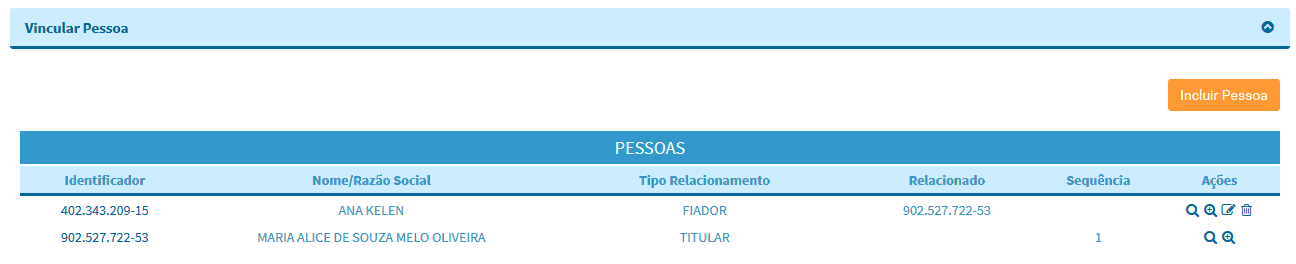 Vincular Pessoa
Incluir Pessoa
PESSOAS
Identificador Nome/Razão Social Tipo Relacionamento Relacionado Sequência Ações
402.343.209-15 ANA KELEN FIADOR 902.527.722-53
902.527.722-53 MARIA ALICE DE SOUZA MELO OLIVEIRA TITULAR 1